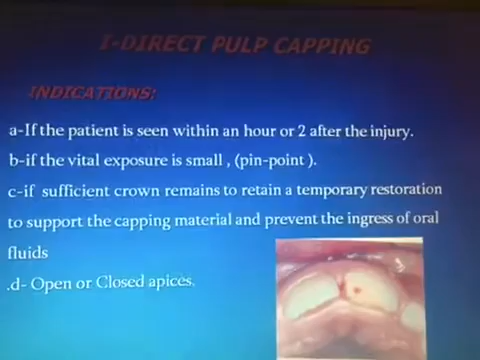 I-DIRECT PULP CAPPING
INDICATIONS:
a-If the patient is seen within an hour or 2 after the injury.
b-if the vital exposure is small , (pin-point ).
c-if sufficient crown remains to retain a temporary restoration
to support the capping material and prevent the ingress of oral
fluids
.d- Open or Closed apices.